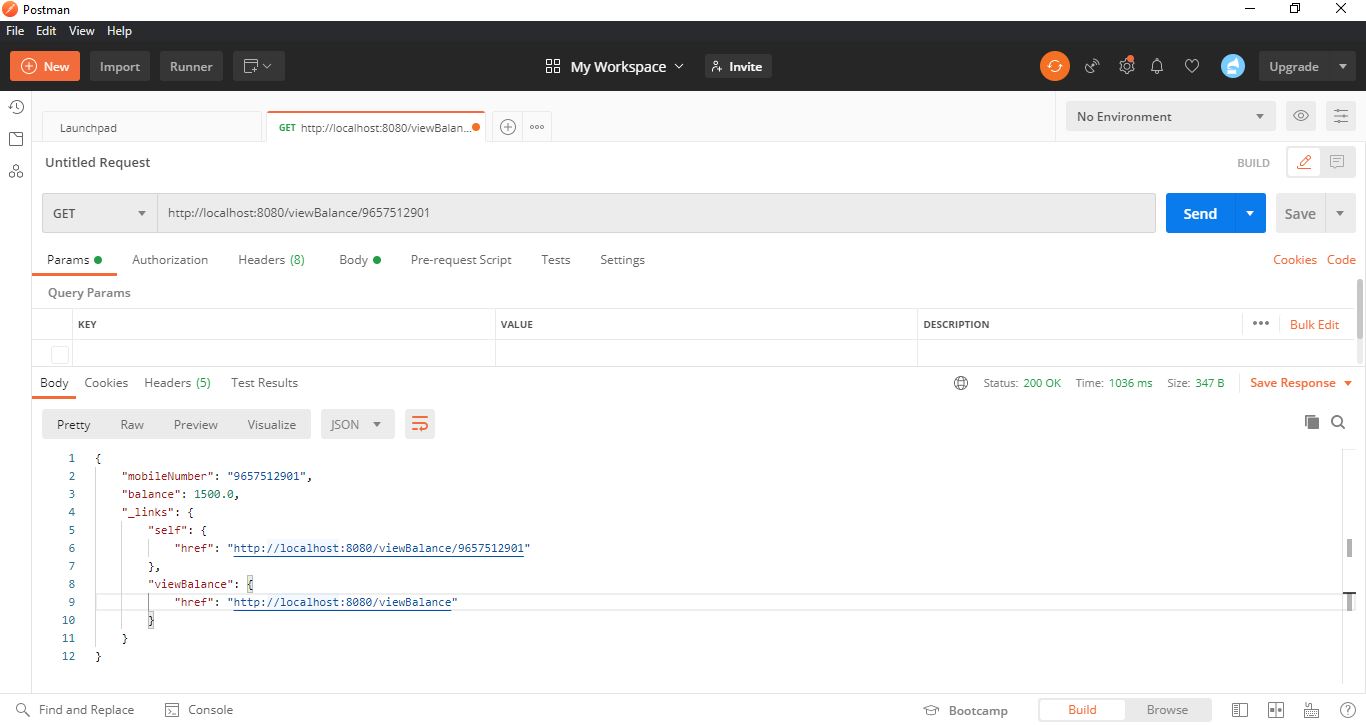 Postman
File Edit View Help
New Import Runner My Workspace Invite Upgrade
Launchpad GET http://localhost:8080/viewBalan... No Environment
Untitled Request BUILD
GET http://localhost:8080/viewBalance/9657512901 Send Save
Params Authorization Headers (8) Body Pre-request Script Tests Settings Cookies Code
Query Params
KEY VALUE DESCRIPTION ••• Bulk Edit
Body Cookies Headers (5) Test Results Status: 200 OK Time: 1036 ms Size: 347 B Save Response
Pretty Raw Preview Visualize JSON
1 {
2 "mobileNumber": "9657512901",
3 "balance": 1500.0,
4 "_links": {
5 "self": {
6 "href": "http://localhost:8080/viewBalance/9657512901"
7 },
8 "viewBalance": {
9 "href": "http://localhost:8080/viewBalance"
10 }
11 }
12 }
Find and Replace Console Bootcamp Build Browse